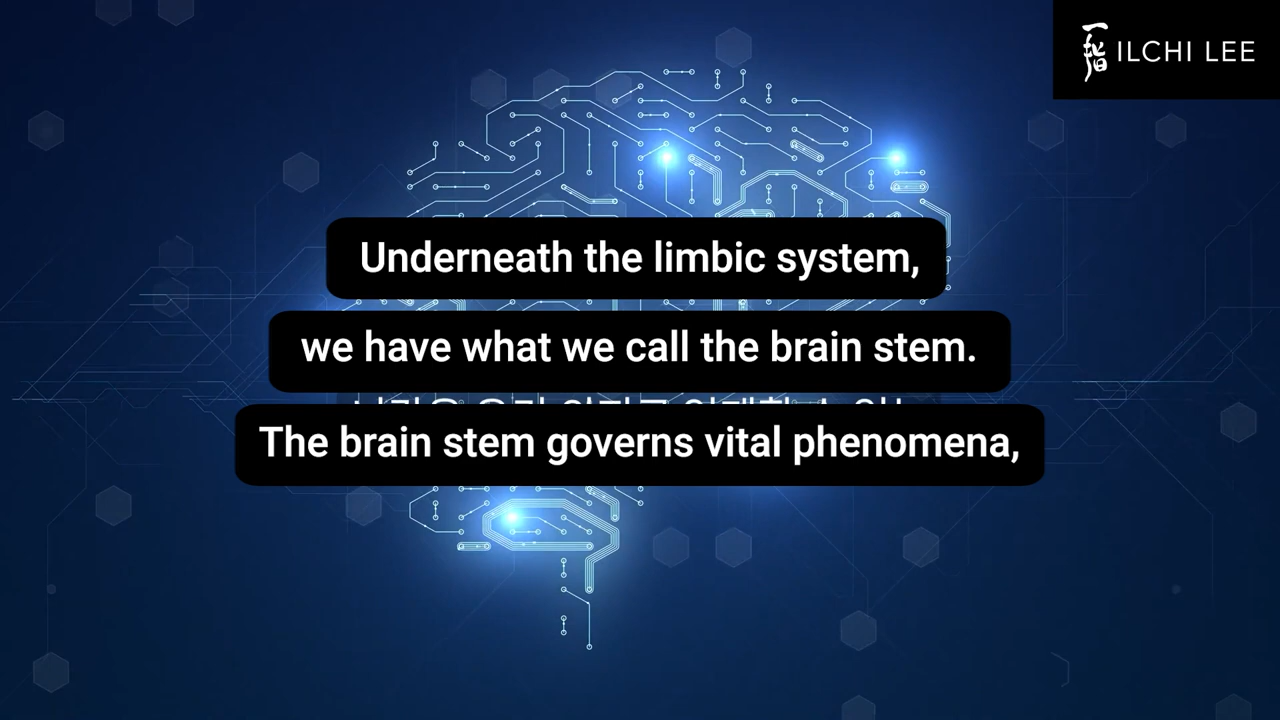 ILCHI LEE
Underneath the limbic system,
we have what we call the brain stem.
The brain stem governs vital phenomena,